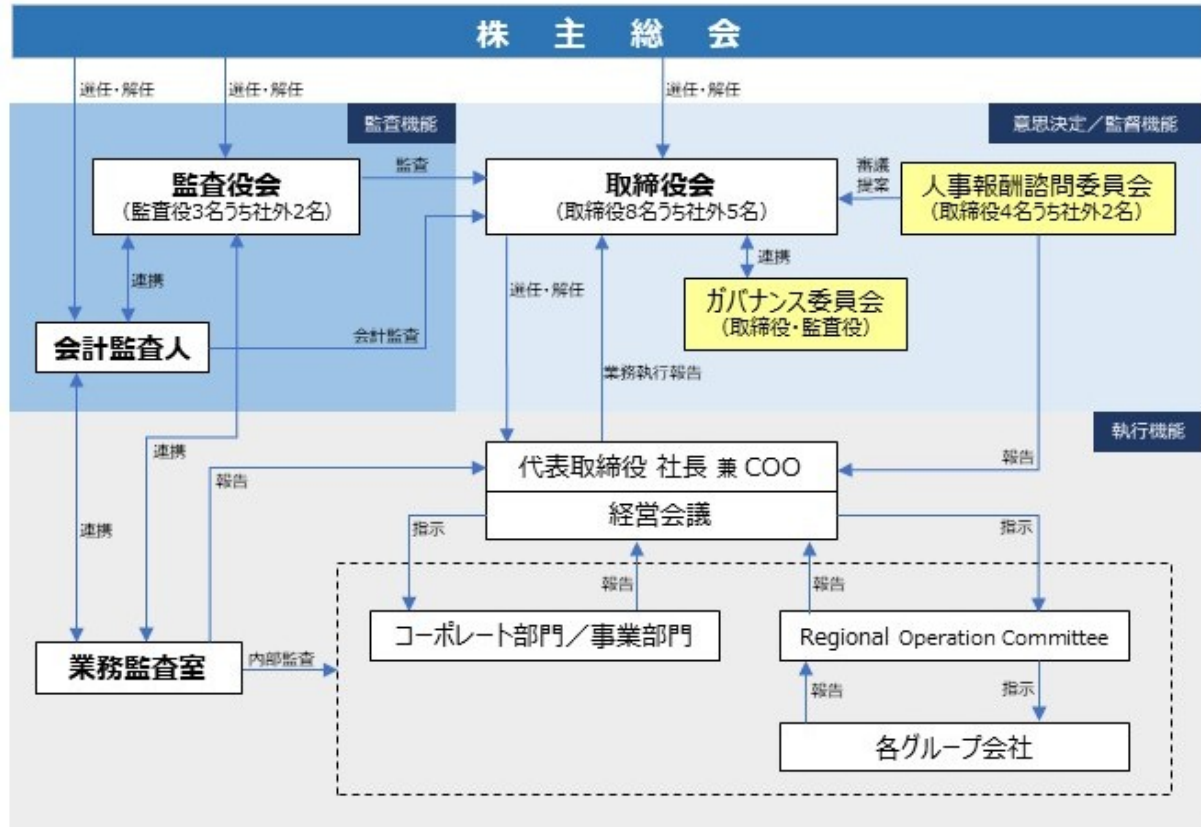 株主総会
選任・解任
選任・解任
選任・解任
監査機能
意思決定／監督機能
監査役会
(監査役3名うち社外2名)
監査
取締役会
(取締役8名うち社外5名)
審議
提案
人事報酬諮問委員会
(取締役4名うち社外2名)
連携
選任・解任
連携
ガバナンス委員会
(取締役・監査役)
会計監査人
会計監査
業務執行報告
執行機能
連携
報告
代表取締役 社長 兼 COO
報告
経営会議
連携
指示
指示
報告
報告
コーポレート部門／事業部門
Regional Operation Committee
業務監査室
内部監査
報告
指示
各グループ会社